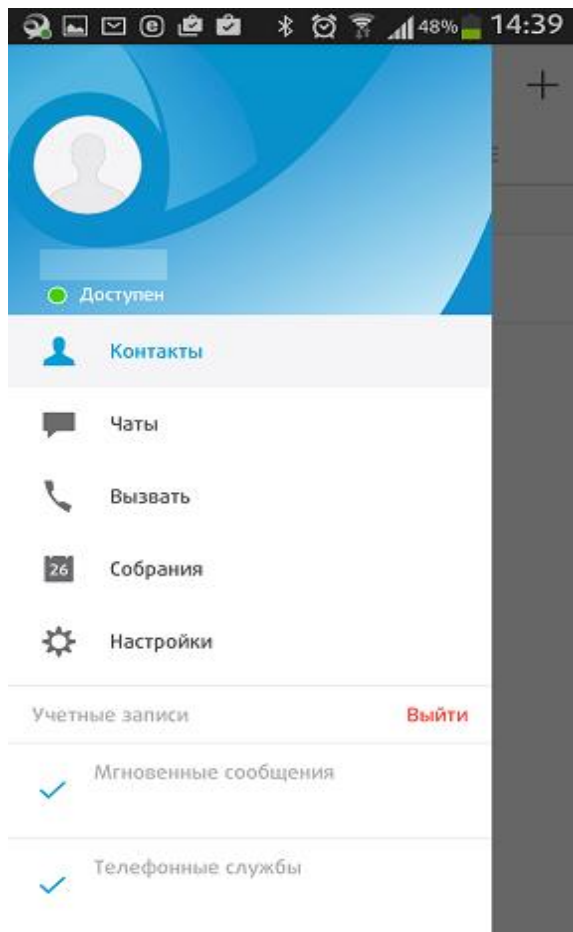 48% 14:39
Доступен
Контакты
Чаты
Вызвать
26 Собрания
Настройки
Учетные записи Выйти
Мгновенные сообщения
Телефонные службы